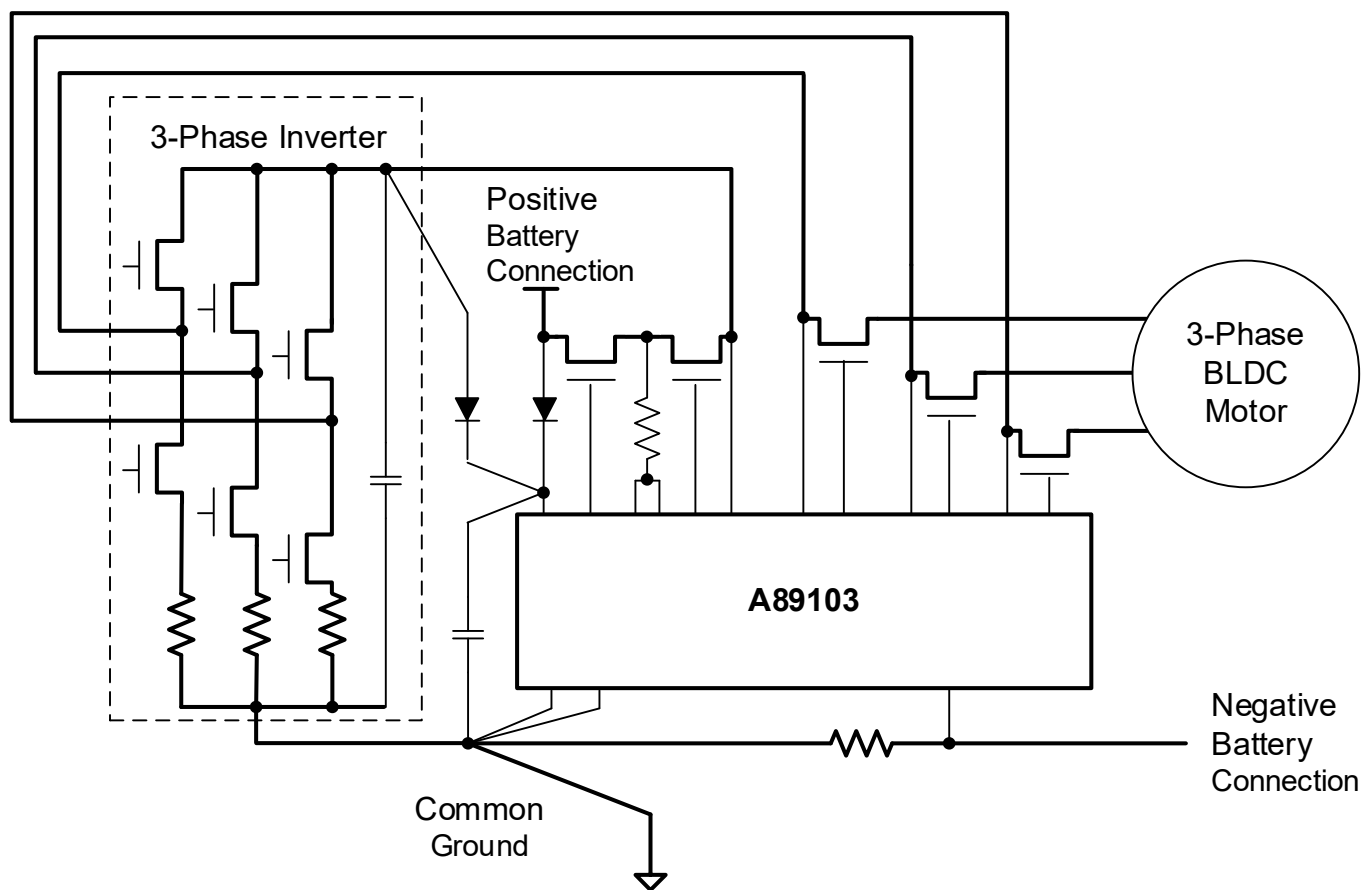 3-Phase Inverter
Positive
Battery
Connection
3-Phase
BLDC
Motor
A89103
Negative
Battery
Connection
Common
Ground